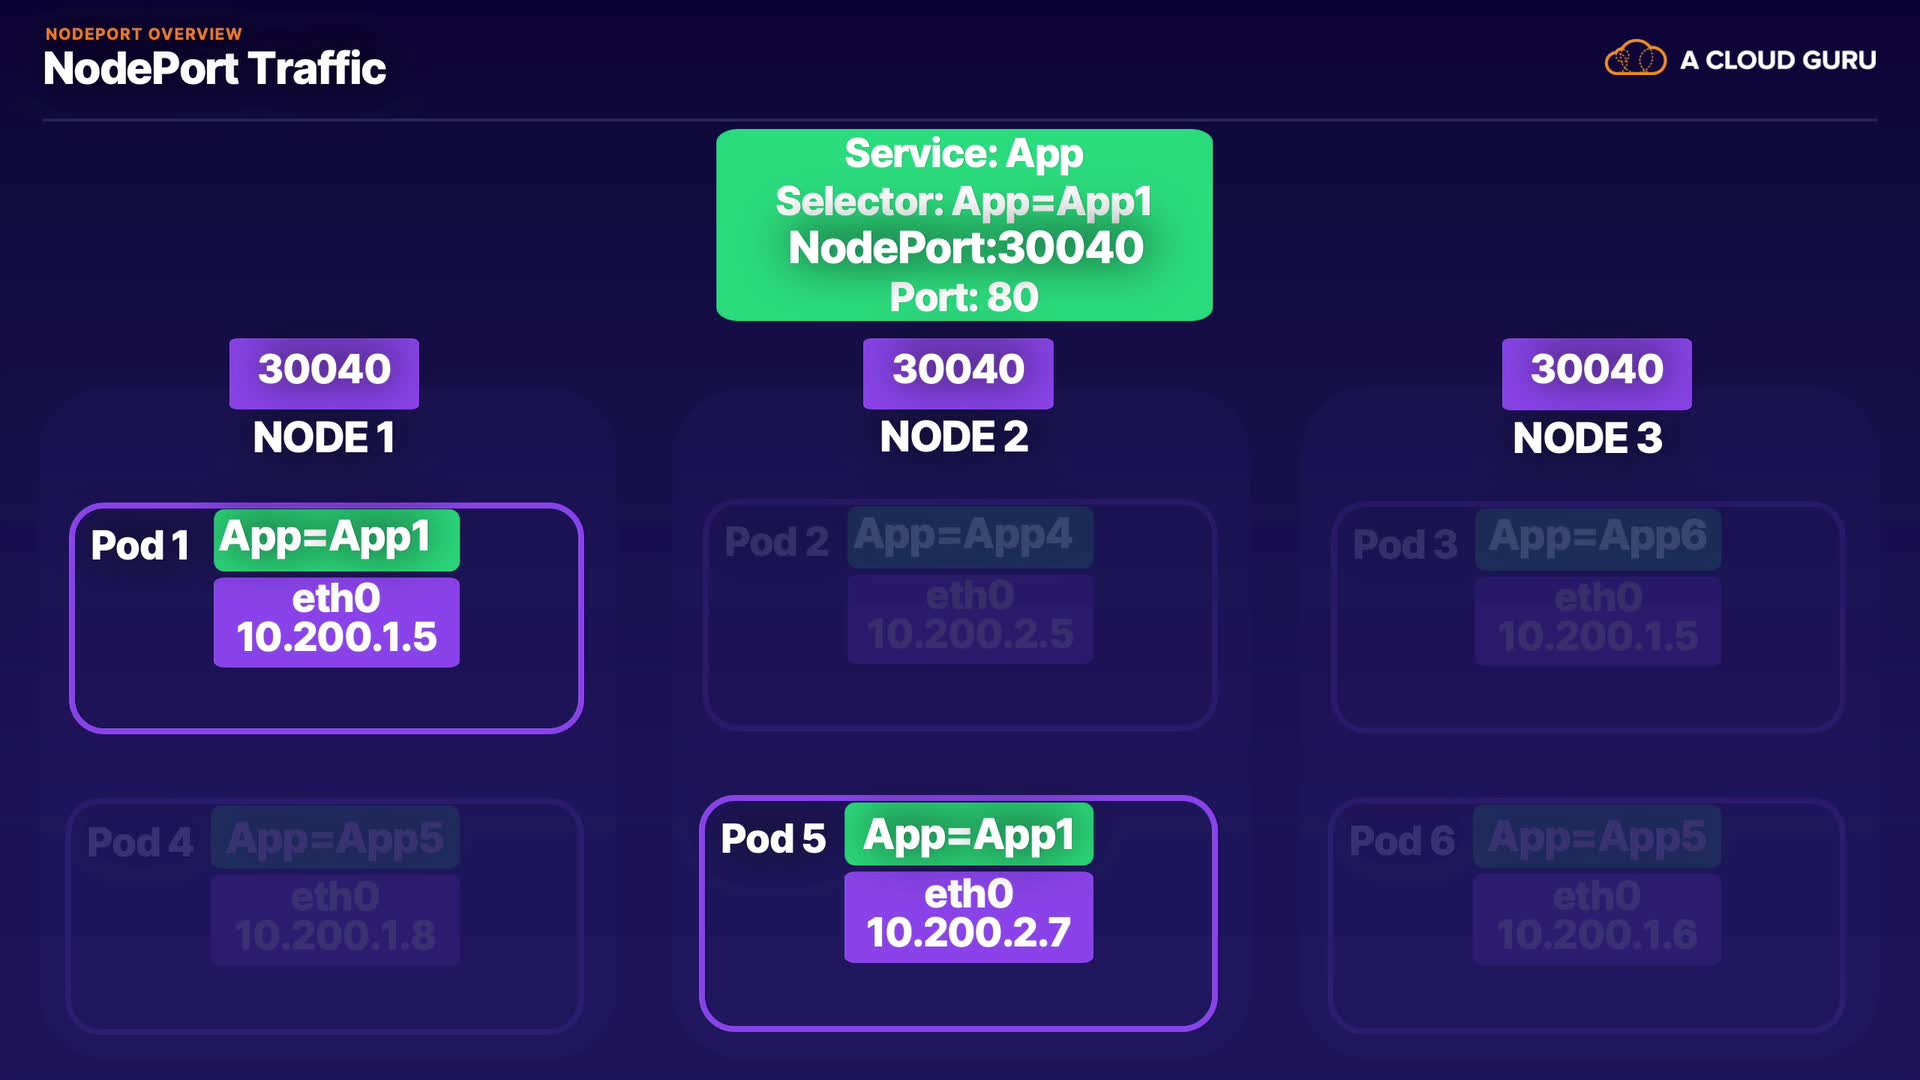 NODEPORT OVERVIEW
NodePort Traffic
A CLOUD GURU
Service: App
Selector: App=App1
NodePort:30040
Port: 80
30040
NODE 1
30040
NODE 2
30040
NODE 3
Pod 1
App=App1
eth0
10.200.1.5
Pod 2
App=App4
eth0
10.200.2.5
Pod 3
App=App6
eth0
10.200.1.5
Pod 4
App=App5
eth0
10.200.1.8
Pod 5
App=App1
eth0
10.200.2.7
Pod 6
App=App5
eth0
10.200.1.6